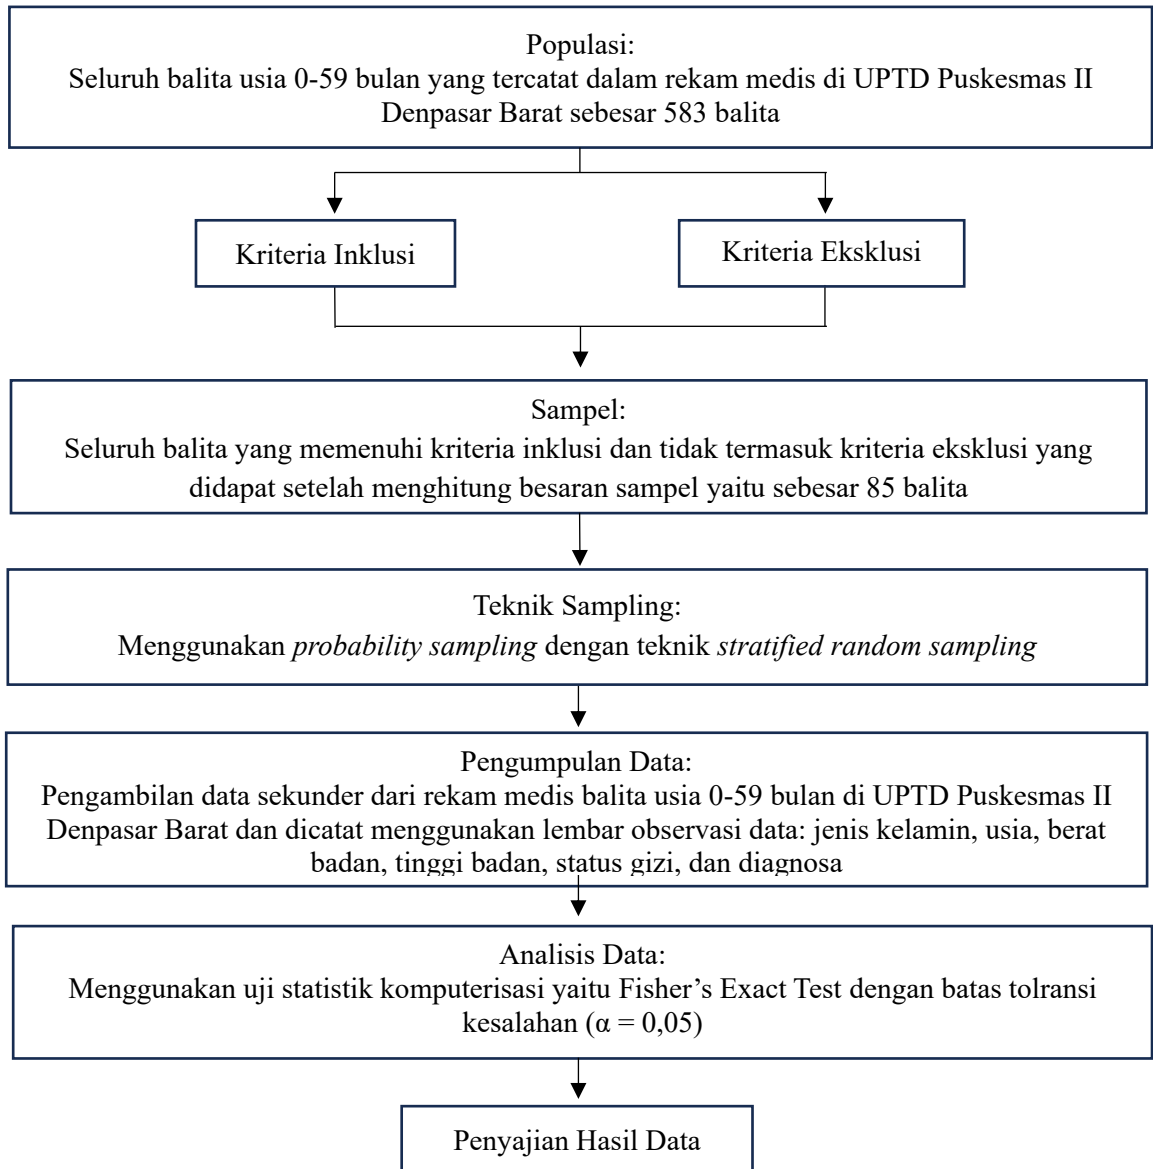 Populasi:
Seluruh balita usia 0-59 bulan yang tercatat dalam rekam medis di UPTD Puskesmas II
Denpasar Barat sebesar 583 balita
Kriteria Inklusi
Kriteria Eksklusi
Sampel:
Seluruh balita yang memenuhi kriteria inklusi dan tidak termasuk kriteria eksklusi yang
didapat setelah menghitung besaran sampel yaitu sebesar 85 balita
Teknik Sampling:
Menggunakan probability sampling dengan teknik stratified random sampling
Pengumpulan Data:
Pengambilan data sekunder dari rekam medis balita usia 0-59 bulan di UPTD Puskesmas II
Denpasar Barat dan dicatat menggunakan lembar observasi data: jenis kelamin, usia, berat
badan, tinggi badan, status gizi, dan diagnosa
Analisis Data:
Menggunakan uji statistik komputerisasi yaitu Fisher’s Exact Test dengan batas tolransi
kesalahan (α = 0,05)
Penyajian Hasil Data